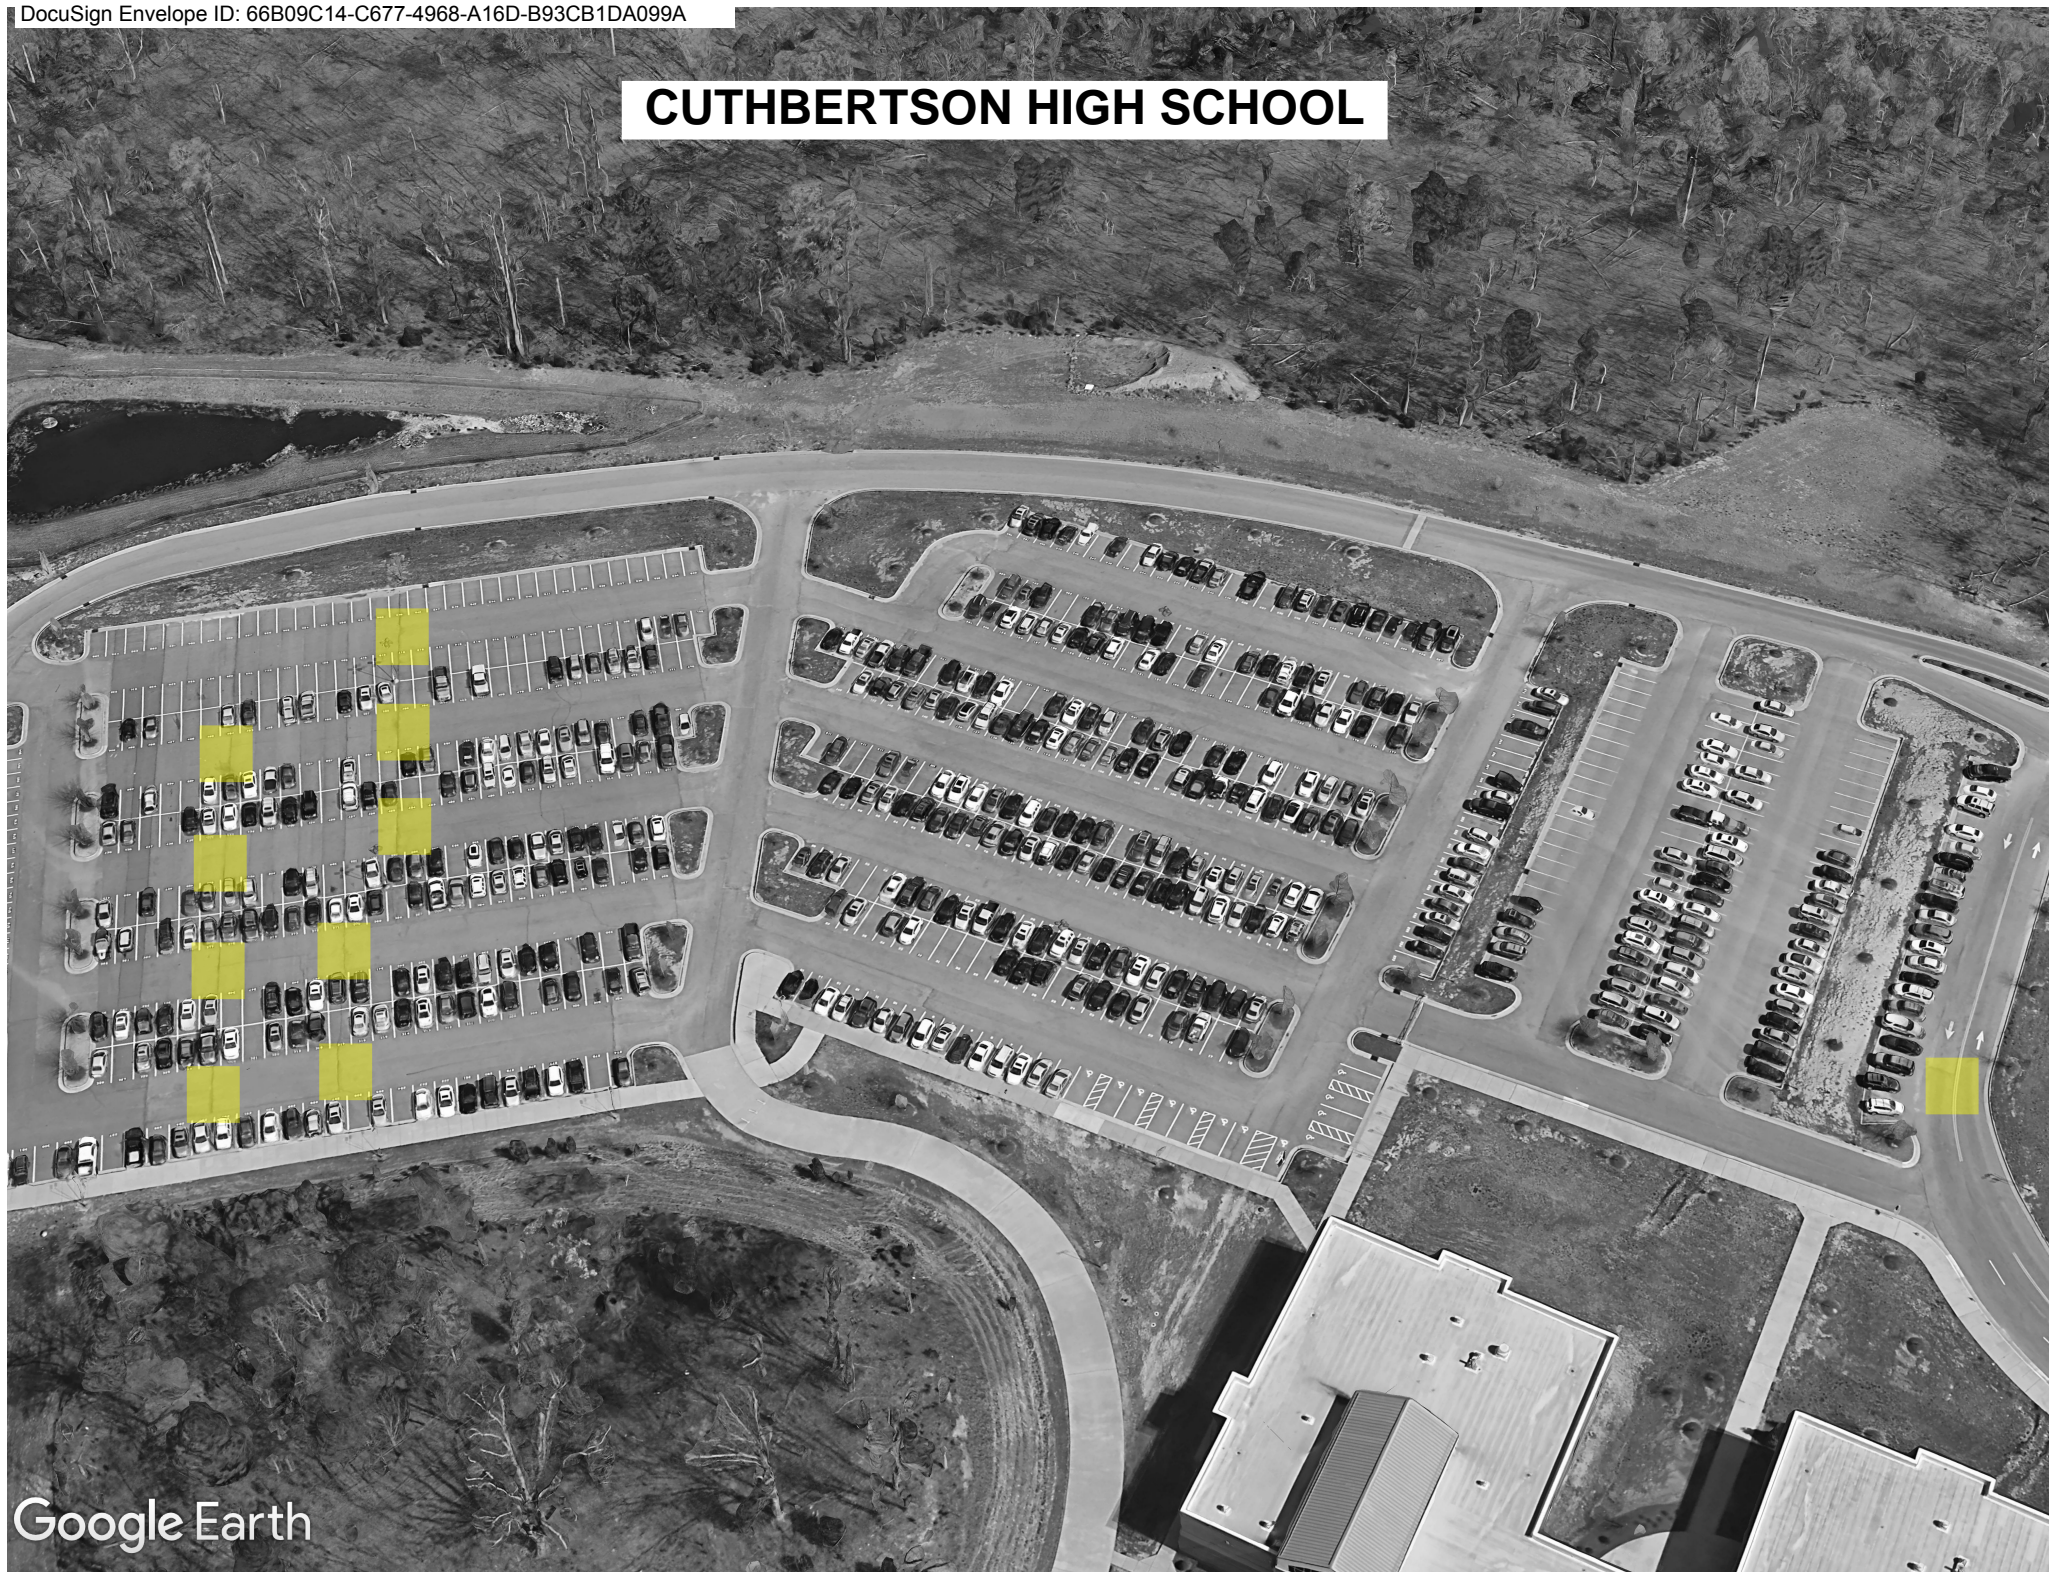 DocuSign Envelope ID: 66B09C14-C677-4968-A16D-B93CB1DA099A
CUTHBERTSON HIGH SCHOOL
Google Earth